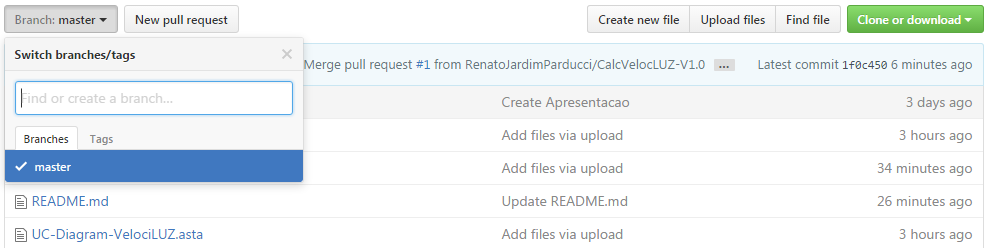 Branch: master New pull request Create new file Upload files Find file Clone or download
Switch branches/tags
Merge pull request #1 from RenatoJardimParducci/CalcVelocLUZ-V1.0 ... Latest commit 1f0c450 6 minutes ago
Find or create a branch...
Create Apresentacao 3 days ago
Branches Tags
Add files via upload 3 hours ago
master
Add files via upload 34 minutes ago
README.md Update README.md 26 minutes ago
UC-Diagram-VelociLUZ.asta Add files via upload 3 hours ago